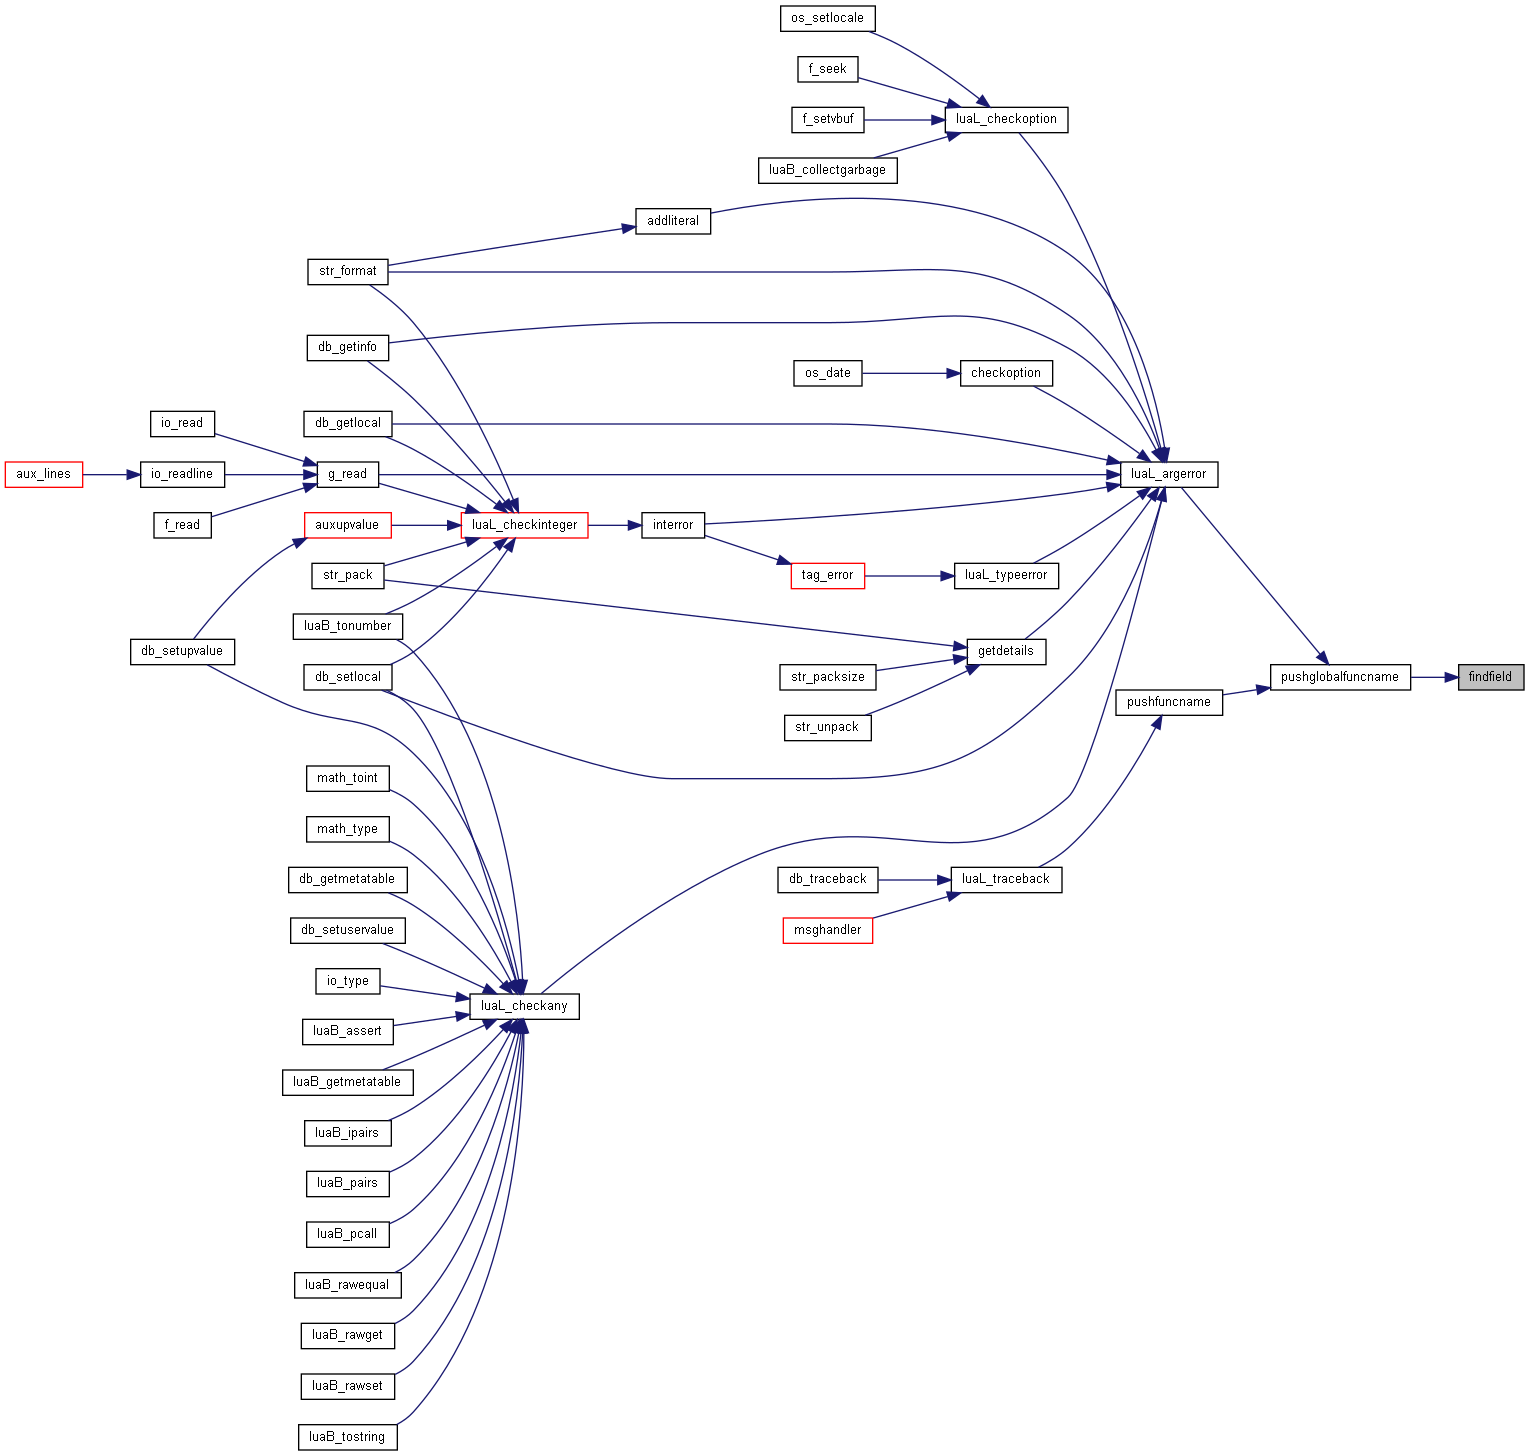 os_setlocale
f_seek
f_setvbuf
luaL_checkoption
luaB_collectgarbage
addliteral
str_format
db_getinfo
os_date
checkoption
io_read
db_getlocal
aux_lines
io_readline
g_read
luaL_argerror
f_read
auxupvalue
luaL_checkinteger
interror
str_pack
tag_error
luaL_typeerror
luaB_tonumber
db_setupvalue
getdetails
db_setlocal
str_packsize
pushglobalfuncname
findfield
pushfuncname
str_unpack
math_toint
math_type
db_getmetatable
db_traceback
luaL_traceback
db_setuservalue
msghandler
io_type
luaL_checkany
luaB_assert
luaB_getmetatable
luaB_ipairs
luaB_pairs
luaB_pcall
luaB_rawequal
luaB_rawget
luaB_rawset
luaB_tostring